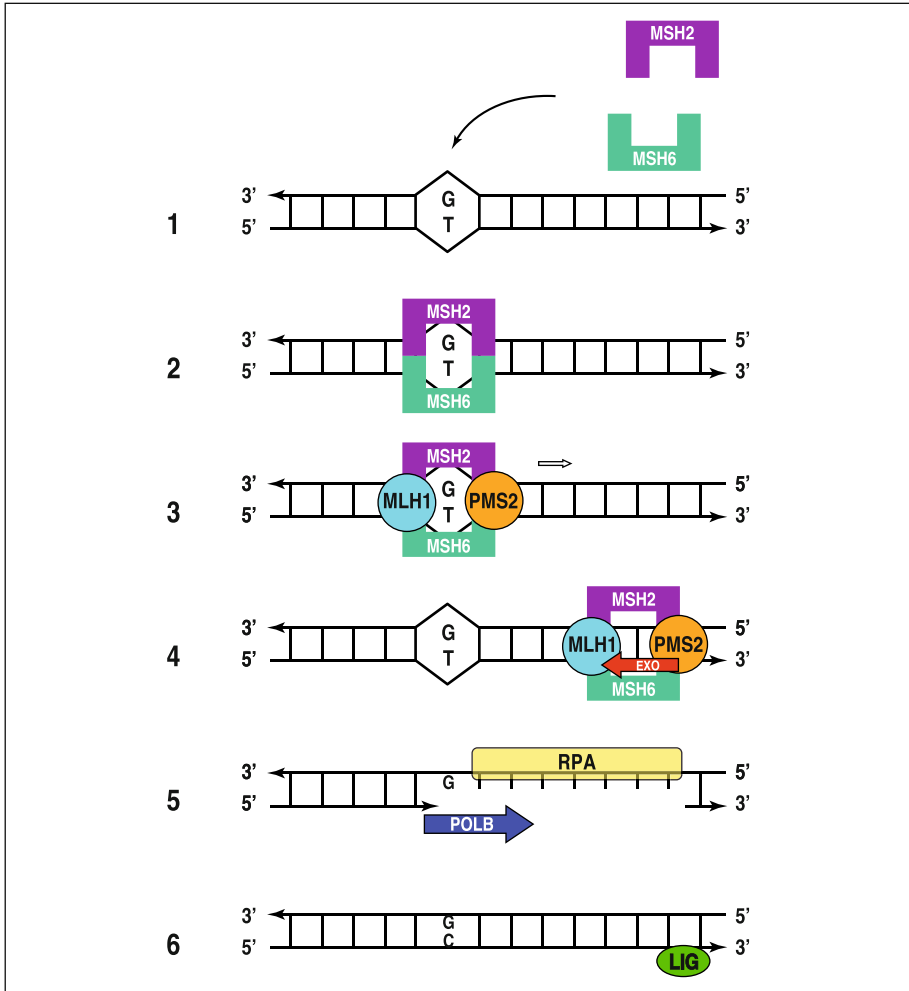 MSH2
MSH6
3’ G 5’
1 5’ T 3’
MSH2
3’ G 5’
2 5’ T 3’
MSH6
MSH2
3’ G 5’
MLH1 PMS2
3 5’ T 3’
MSH6
MSH2
3’ G 5’
MLH1 PMS2
4 5’ T EXO 3’
MSH6
RPA
3’ G 5’
5 5’ 3’
POLB
3’ G 5’
6 5’ C 3’
LIG